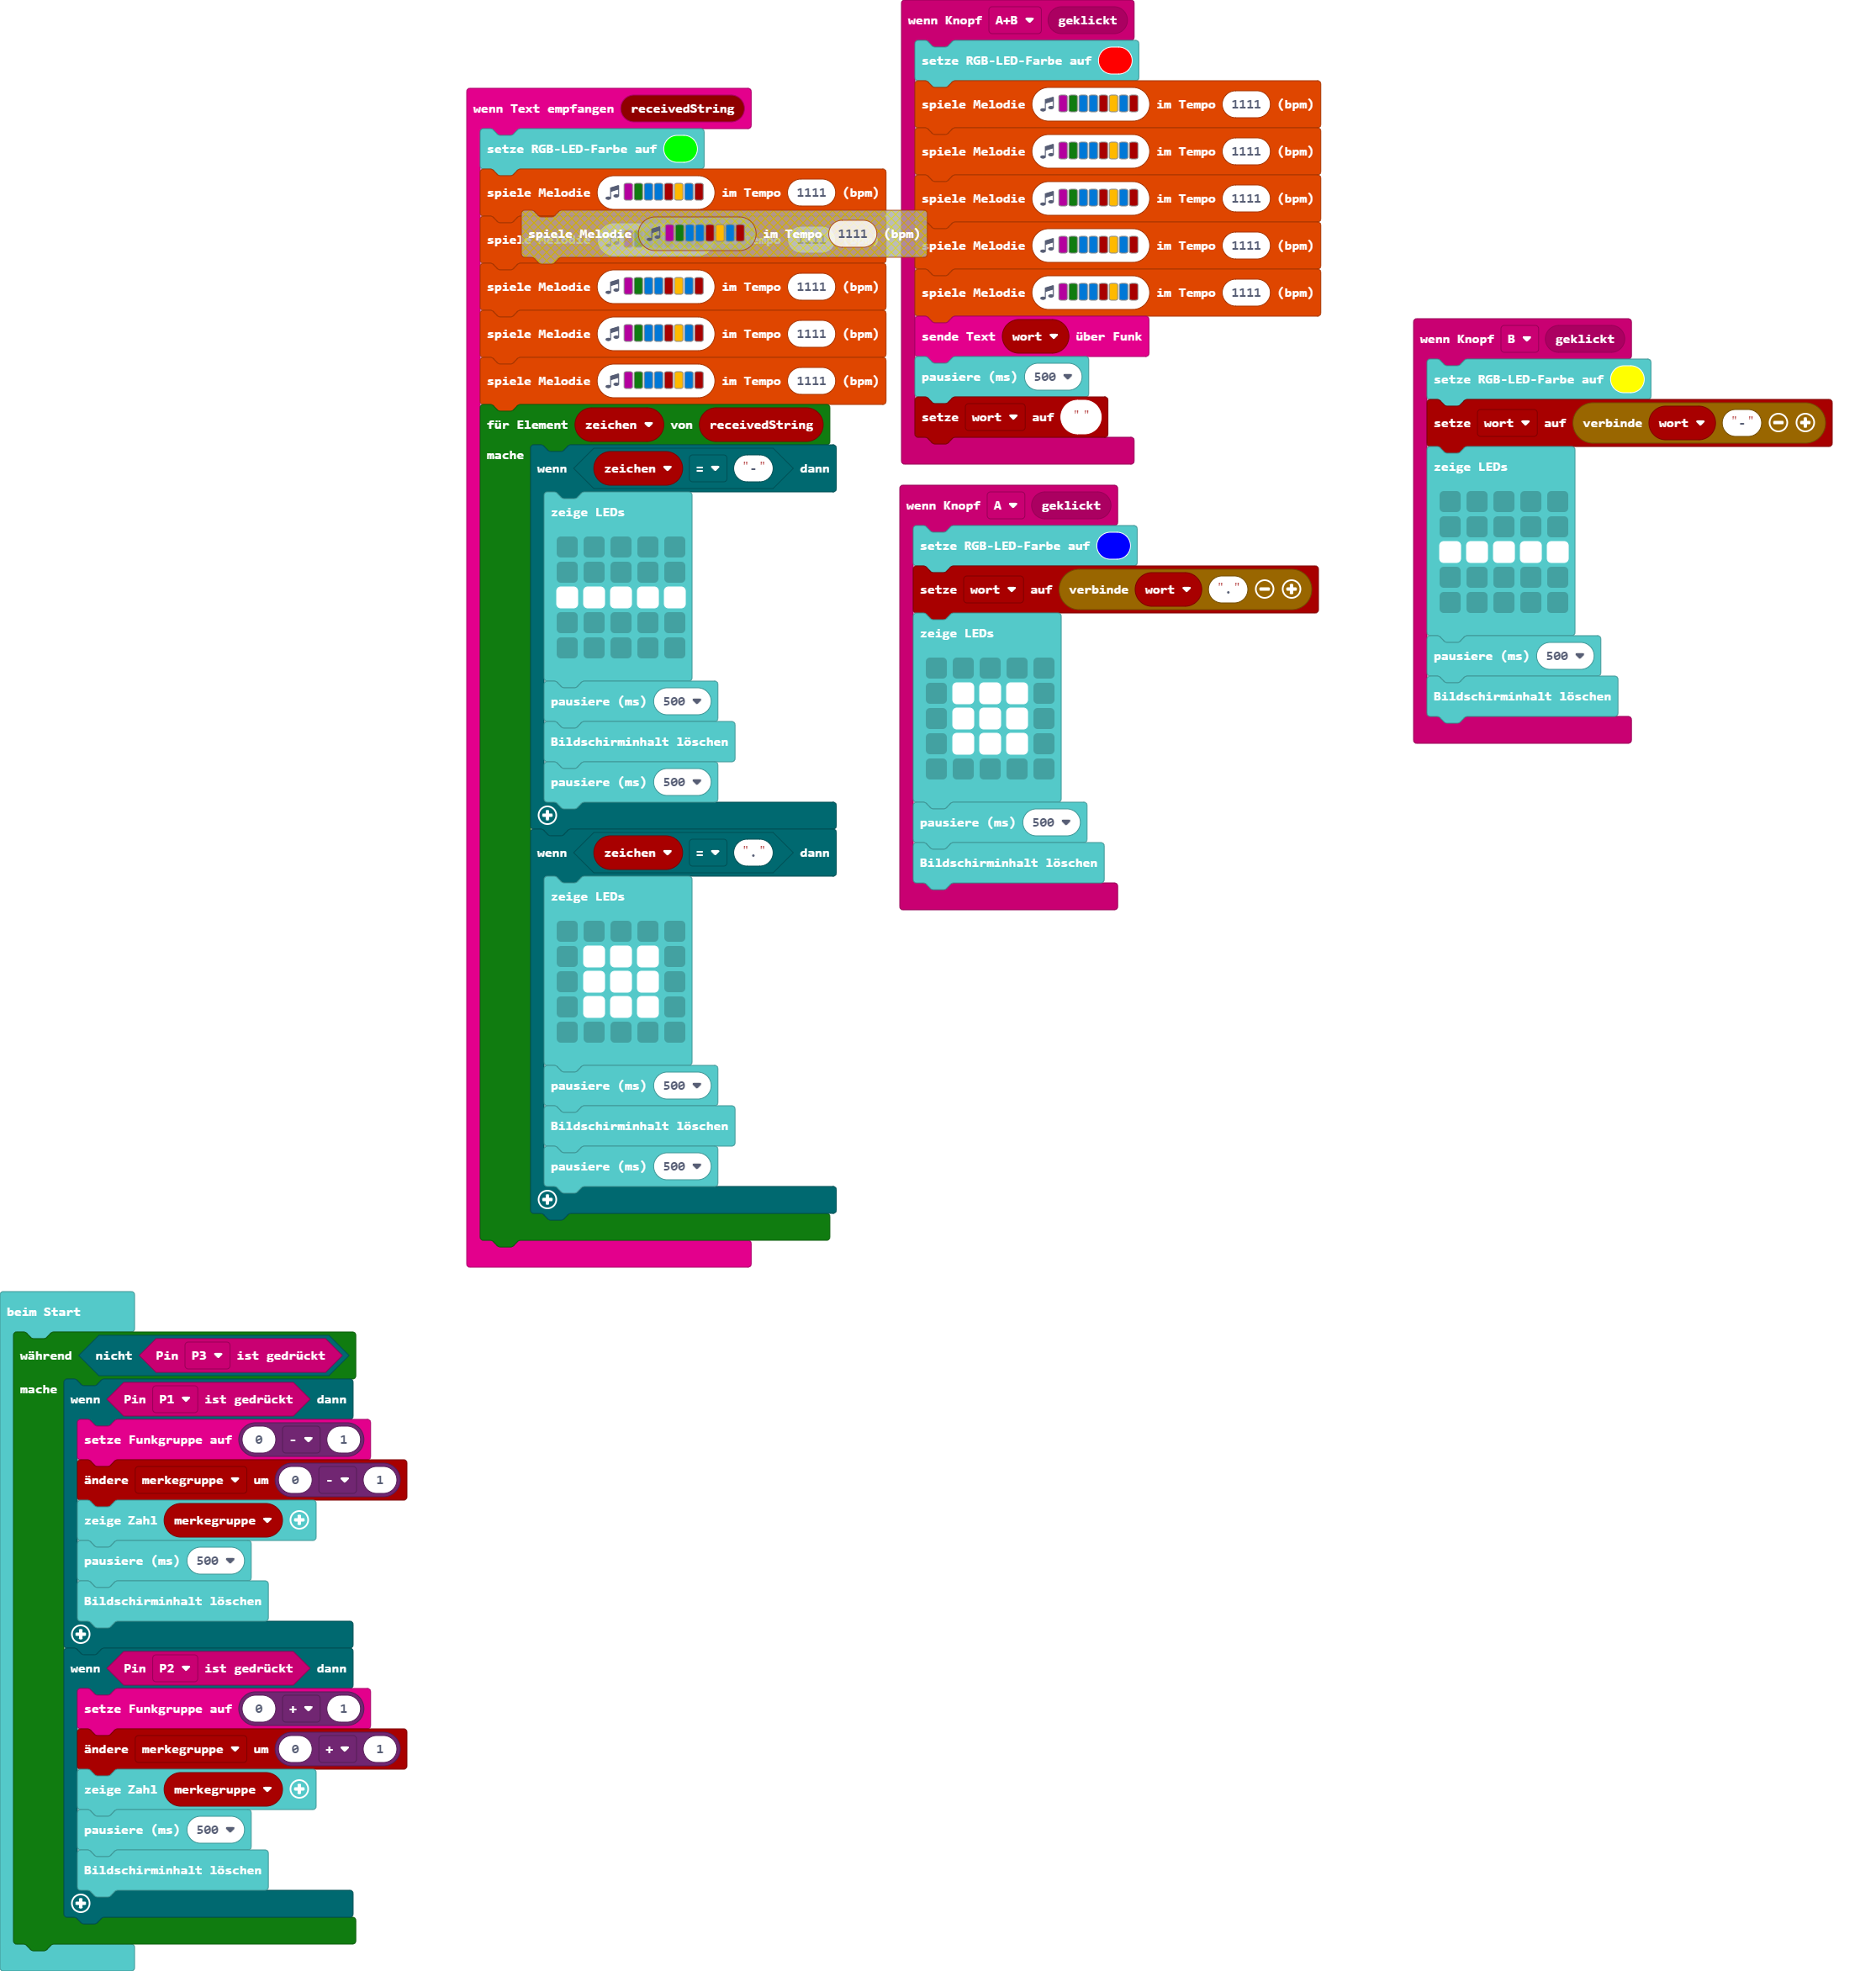 wenn Text empfangen receivedString
setze RGB-LED-Farbe auf
spiele Melodie im Tempo 1111 (bpm)
spiele Melodie im Tempo 1111 (bpm)
spiele Melodie im Tempo 1111 (bpm)
spiele Melodie im Tempo 1111 (bpm)
spiele Melodie im Tempo 1111 (bpm)
für Element zeichen von receivedString
mache
wenn zeichen = "-" dann
zeige LEDs
pausiere (ms) 500
Bildschirminhalt löschen
pausiere (ms) 500
wenn zeichen = "." dann
zeige LEDs
pausiere (ms) 500
Bildschirminhalt löschen
pausiere (ms) 500
wenn Knopf A+B geklickt
setze RGB-LED-Farbe auf
spiele Melodie im Tempo 1111 (bpm)
spiele Melodie im Tempo 1111 (bpm)
spiele Melodie im Tempo 1111 (bpm)
spiele Melodie im Tempo 1111 (bpm)
spiele Melodie im Tempo 1111 (bpm)
sende Text wort über Funk
pausiere (ms) 500
setze wort auf " "
wenn Knopf A geklickt
setze RGB-LED-Farbe auf
setze wort auf verbinde wort "."
zeige LEDs
pausiere (ms) 500
Bildschirminhalt löschen
wenn Knopf B geklickt
setze RGB-LED-Farbe auf
setze wort auf verbinde wort "-"
zeige LEDs
pausiere (ms) 500
Bildschirminhalt löschen
beim Start
während nicht Pin P3 ist gedrückt
mache
wenn Pin P1 ist gedrückt dann
setze Funkgruppe auf 0 - 1
ändere merkegruppe um 0 - 1
zeige Zahl merkegruppe
pausiere (ms) 500
Bildschirminhalt löschen
wenn Pin P2 ist gedrückt dann
setze Funkgruppe auf 0 + 1
ändere merkegruppe um 0 + 1
zeige Zahl merkegruppe
pausiere (ms) 500
Bildschirminhalt löschen